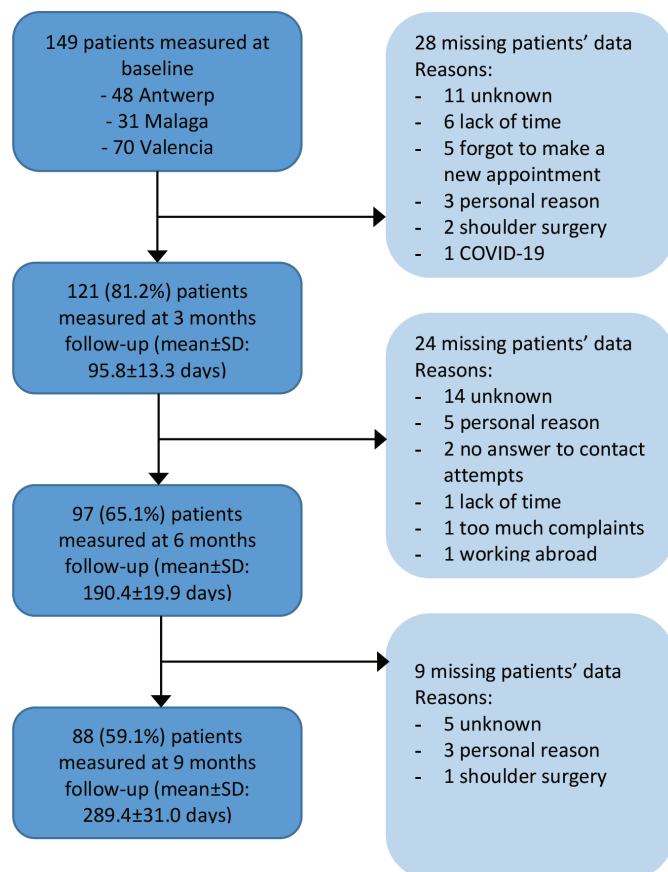 149 patients measured at
baseline
- 48 Antwerp
- 31 Malaga
- 70 Valencia
28 missing patients’ data
Reasons:
- 11 unknown
- 6 lack of time
- 5 forgot to make a
new appointment
- 3 personal reason
- 2 shoulder surgery
- 1 COVID-19
121 (81.2%) patients
measured at 3 months
follow-up (mean±SD:
95.8±13.3 days)
24 missing patients’ data
Reasons:
- 14 unknown
- 5 personal reason
- 2 no answer to contact
attempts
- 1 lack of time
- 1 too much complaints
- 1 working abroad
97 (65.1%) patients
measured at 6 months
follow-up (mean±SD:
190.4±19.9 days)
9 missing patients’ data
Reasons:
- 5 unknown
- 3 personal reason
- 1 shoulder surgery
88 (59.1%) patients
measured at 9 months
follow-up (mean±SD:
289.4±31.0 days)